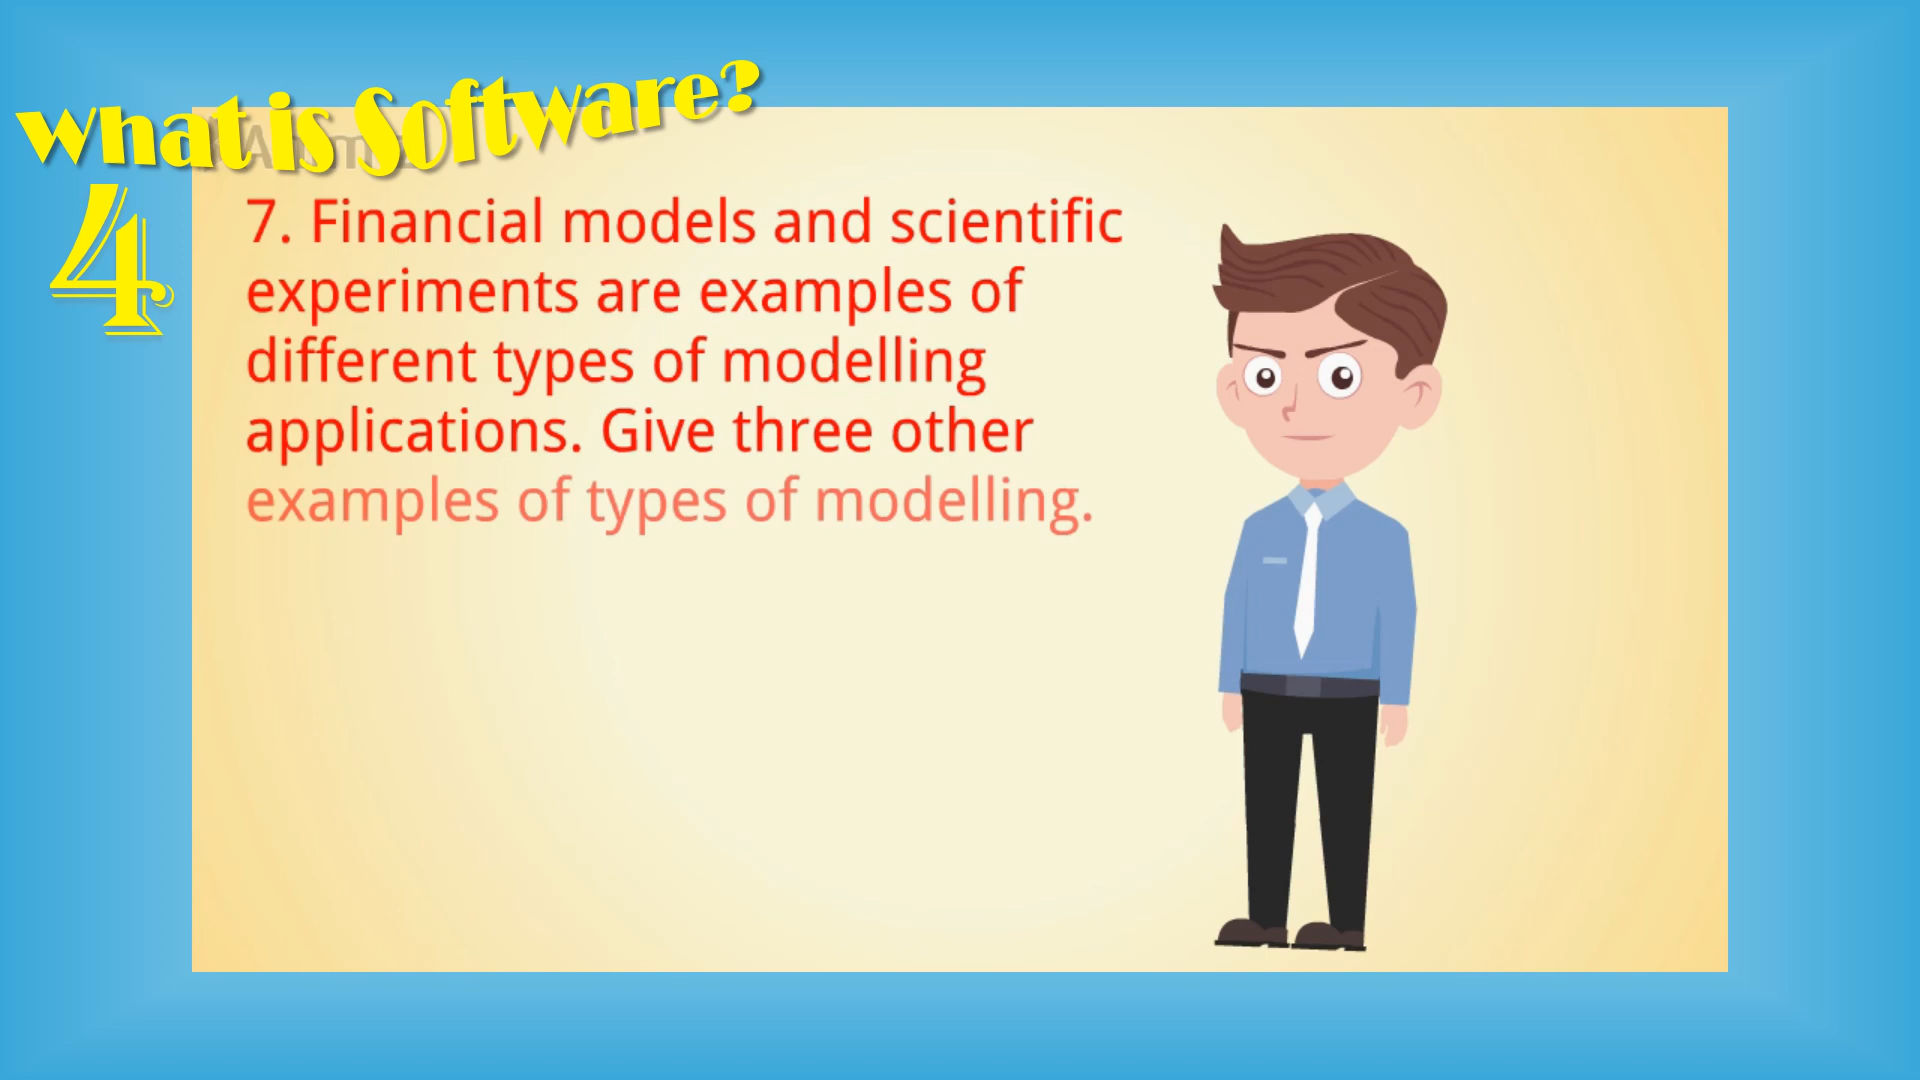 What is Software?
4
7. Financial models and scientific
experiments are examples of
different types of modelling
applications. Give three other
examples of types of modelling.